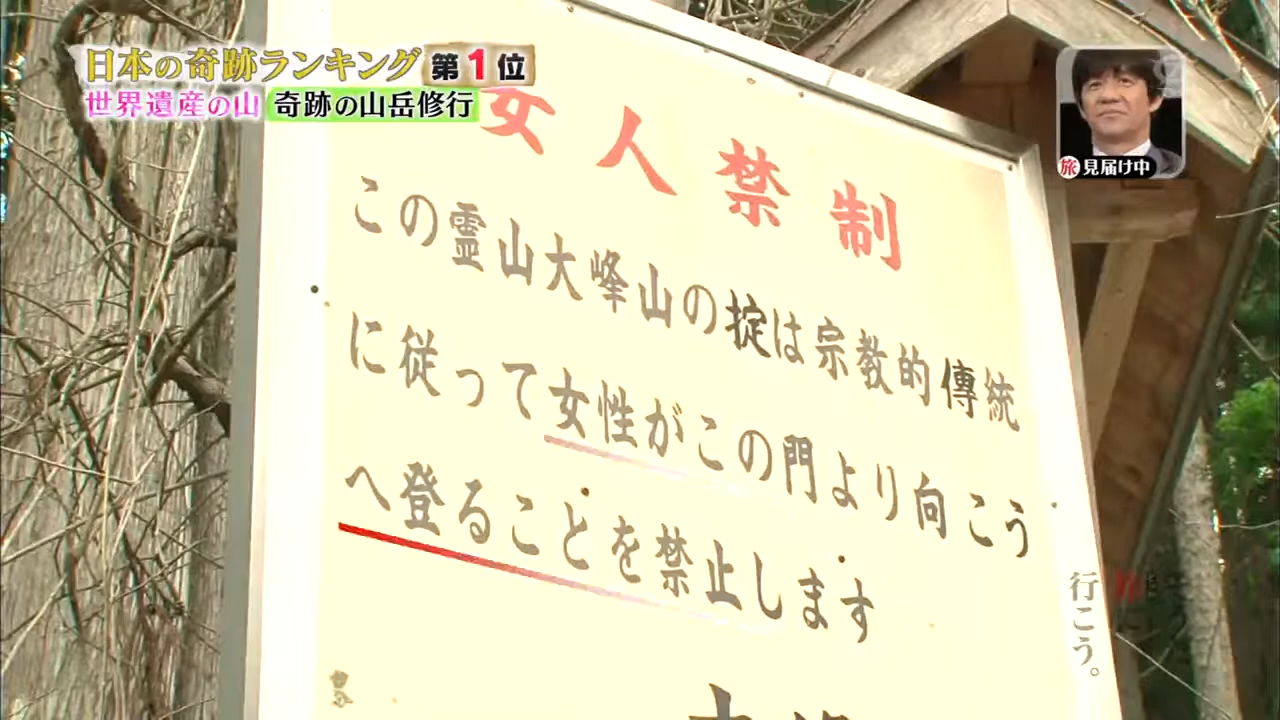 日本の奇跡ランキング 第1位
世界遺産の山 奇跡の山岳修行
旅 見届け中
女人禁制
この霊山大峰山の掟は宗教的傳統
に従って女性がこの門より向こう
へ登ることを禁止します
行こう。